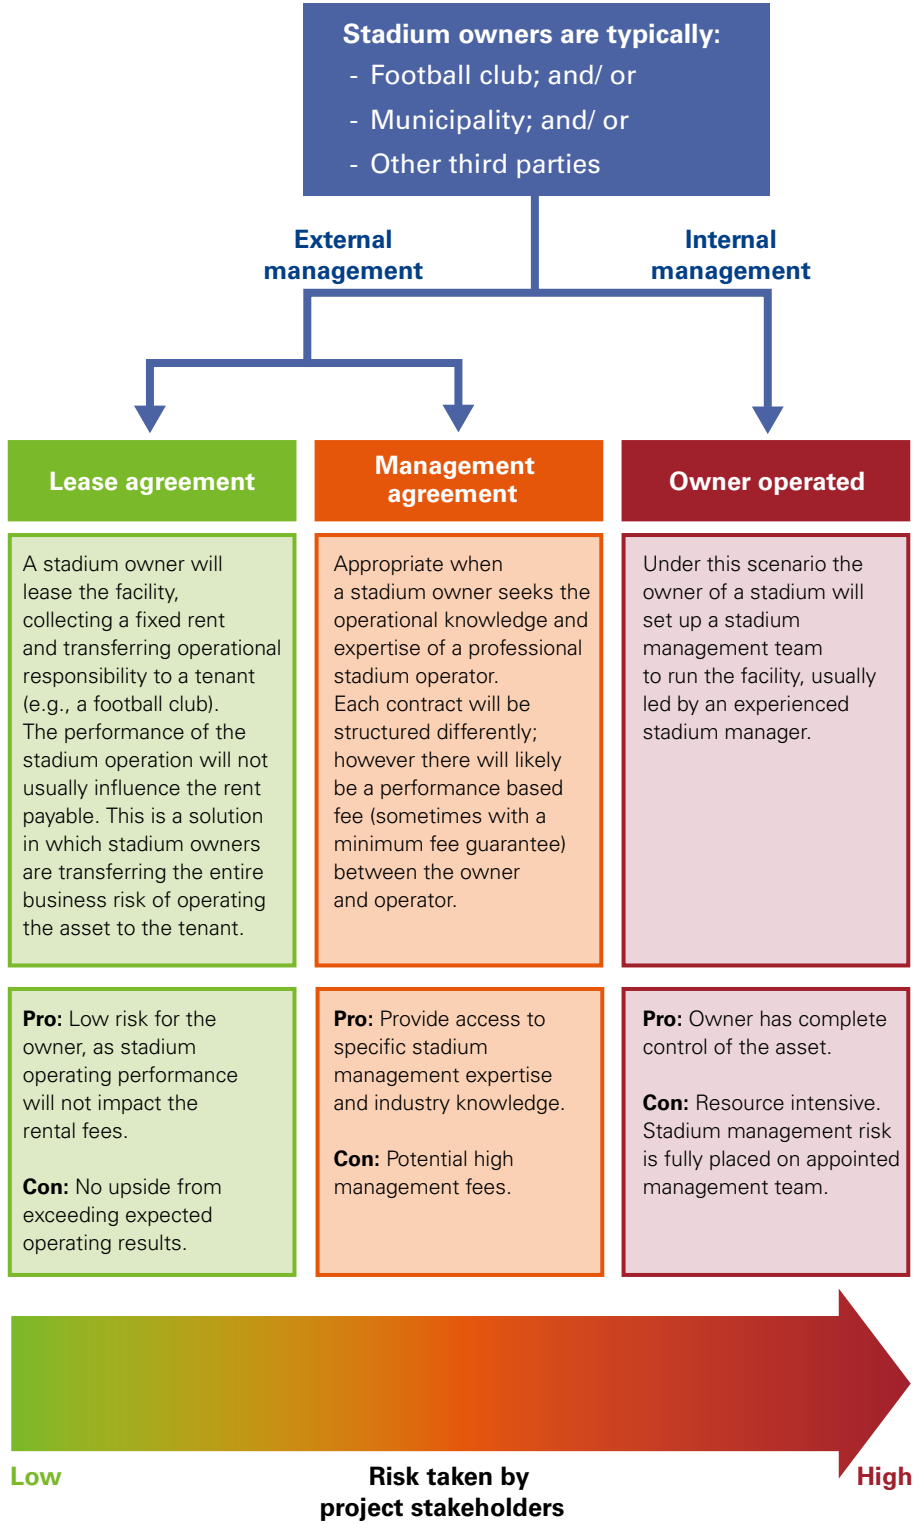 Stadium owners are typically:
- Football club; and/ or
- Municipality; and/ or
- Other third parties
External
management
Internal
management
Lease agreement
A stadium owner will
lease the facility,
collecting a fixed rent
and transferring operational
responsibility to a tenant
(e.g., a football club).
The performance of the
stadium operation will not
usually influence the rent
payable. This is a solution
in which stadium owners
are transferring the entire
business risk of operating
the asset to the tenant.
Pro: Low risk for the
owner, as stadium
operating performance
will not impact the
rental fees.
Con: No upside from
exceeding expected
operating results.
Management
agreement
Appropriate when
a stadium owner seeks the
operational knowledge and
expertise of a professional
stadium operator.
Each contract will be
structured differently;
however there will likely
be a performance based
fee (sometimes with a
minimum fee guarantee)
between the owner
and operator.
Pro: Provide access to
specific stadium
management expertise
and industry knowledge.
Con: Potential high
management fees.
Owner operated
Under this scenario the
owner of a stadium will
set up a stadium
management team
to run the facility, usually
led by an experienced
stadium manager.
Pro: Owner has complete
control of the asset.
Con: Resource intensive.
Stadium management risk
is fully placed on appointed
management team.
Low
Risk taken by
project stakeholders
High